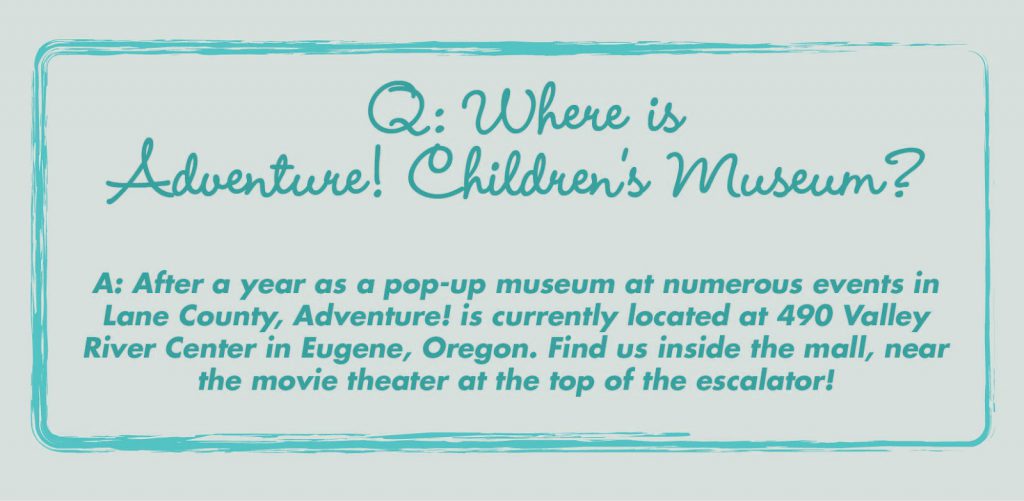 Q: Where is
Adventure! Children's Museum?
A: After a year as a pop-up museum at numerous events in
Lane County, Adventure! is currently located at 490 Valley
River Center in Eugene, Oregon. Find us inside the mall, near
the movie theater at the top of the escalator!